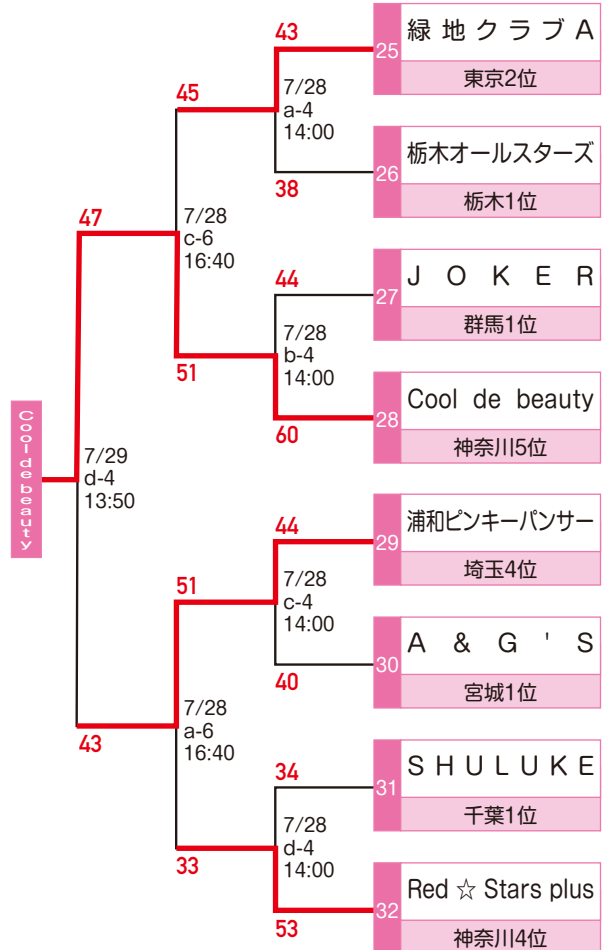 43
25
緑地クラブA
東京2位
45
7/28
a-4
14:00
26
栃木オールスターズ
栃木1位
38
47
7/28
c-6
16:40
44
27
JOKER
群馬1位
7/28
b-4
14:00
51
28
Cool de beauty
神奈川5位
60
Cool de beauty
7/29
d-4
13:50
44
29
浦和ピンキーパンサー
埼玉4位
51
7/28
c-4
14:00
30
A&G'S
宮城1位
40
43
7/28
a-6
16:40
34
31
SHULUKE
千葉1位
7/28
d-4
14:00
33
32
Red ☆ Stars plus
神奈川4位
53